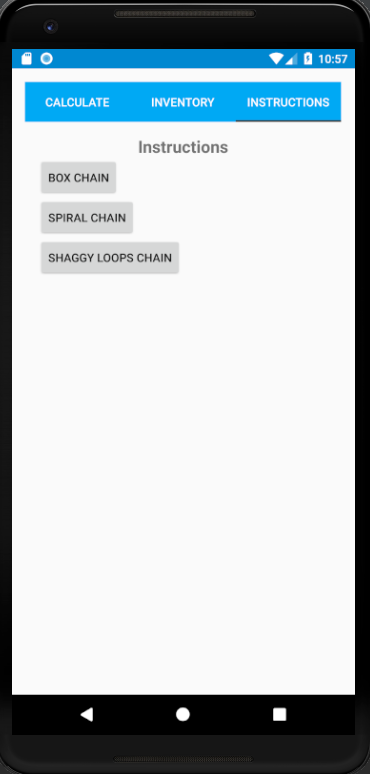 10:57
CALCULATE INVENTORY INSTRUCTIONS
Instructions
BOX CHAIN
SPIRAL CHAIN
SHAGGY LOOPS CHAIN